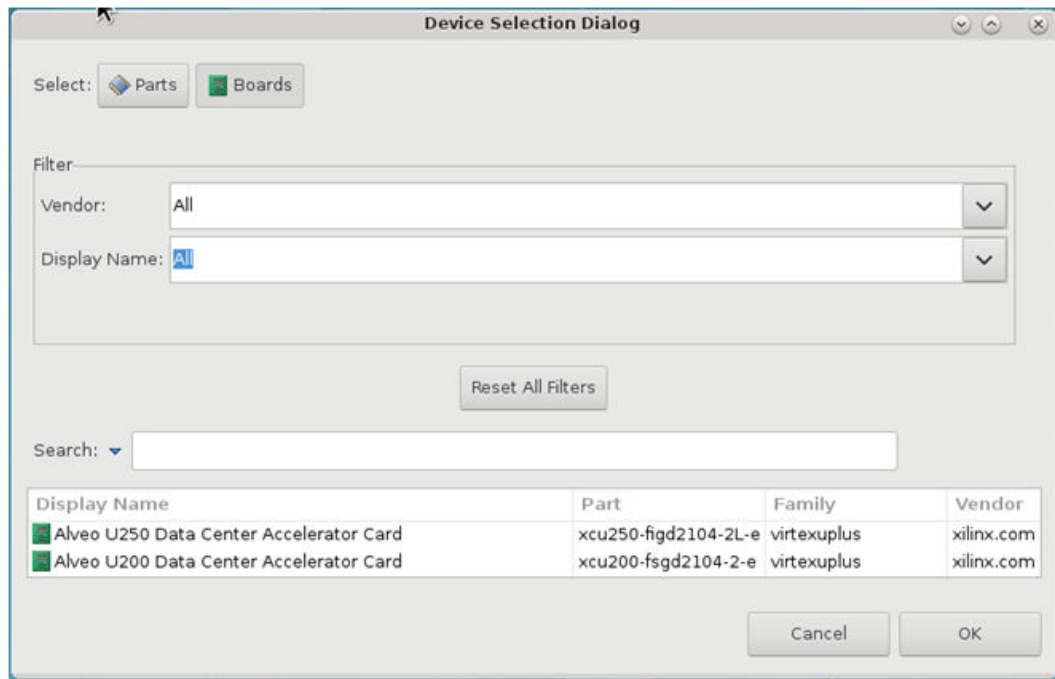 Device Selection Dialog
Select: Parts Boards
Filter
Vendor: All
Display Name: All
Reset All Filters
Search:
Display Name Part Family Vendor
Alveo U250 Data Center Accelerator Card xcu250-figd2104-2L-e virtexuplus xilinx.com
Alveo U200 Data Center Accelerator Card xcu200-fsgd2104-2-e virtexuplus xilinx.com
Cancel OK